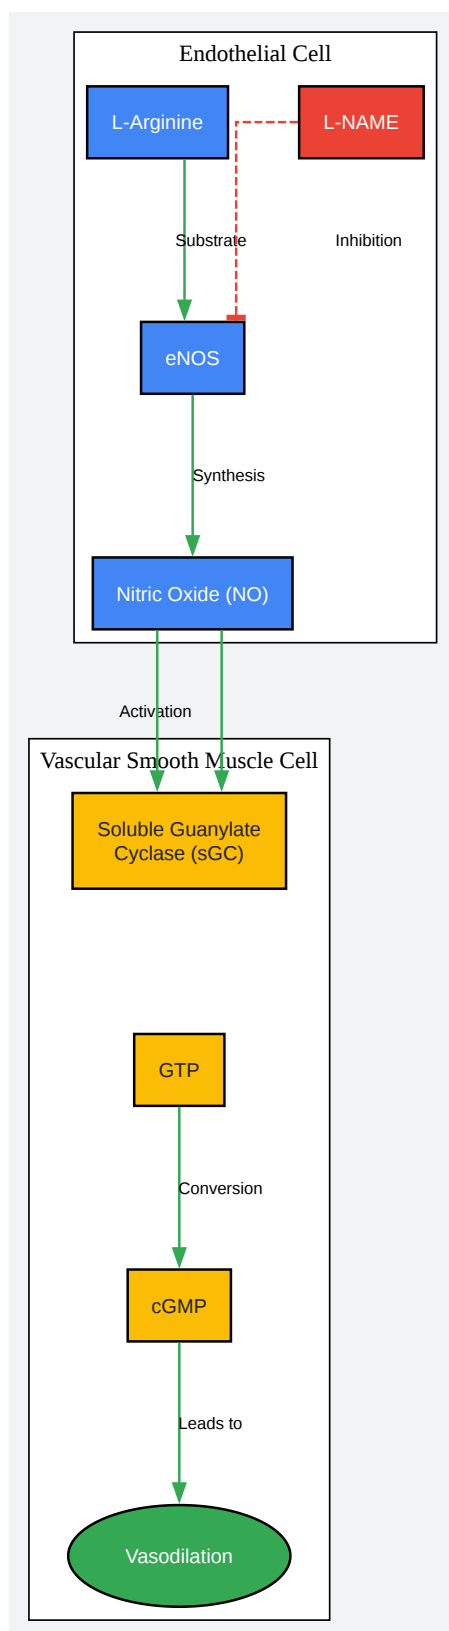 Endothelial Cell
L-Arginine
L-NAME
Substrate
Inhibition
eNOS
Synthesis
Nitric Oxide (NO)
Activation
Vascular Smooth Muscle Cell
Soluble Guanylate
Cyclase (sGC)
GTP
Conversion
cGMP
Leads to
Vasodilation